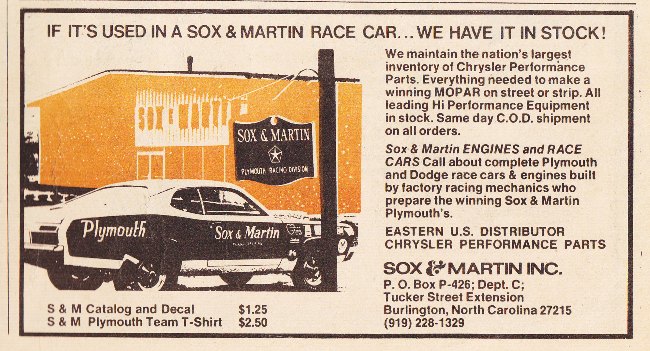 IF IT'S USED IN A SOX & MARTIN RACE CAR... WE HAVE IT IN STOCK!
We maintain the nation's largest
inventory of Chrysler Performance
Parts. Everything needed to make a
winning MOPAR on street or strip. All
leading Hi Performance Equipment
in stock. Same day C.O.D. shipment
on all orders.
Sox & Martin ENGINES and RACE
CARS Call about complete Plymouth
and Dodge race cars & engines built
by factory racing mechanics who
prepare the winning Sox & Martin
Plymouth's.
EASTERN U.S. DISTRIBUTOR
CHRYSLER PERFORMANCE PARTS
SOX & MARTIN INC.
P. O. Box P-426; Dept. C;
Tucker Street Extension
Burlington, North Carolina 27215
(919) 228-1329
SOX & MARTIN
SOX & MARTIN
PLYMOUTH RACING DIVISION
Plymouth
Sox & Martin
S & M Catalog and Decal $1.25
S & M Plymouth Team T-Shirt $2.50